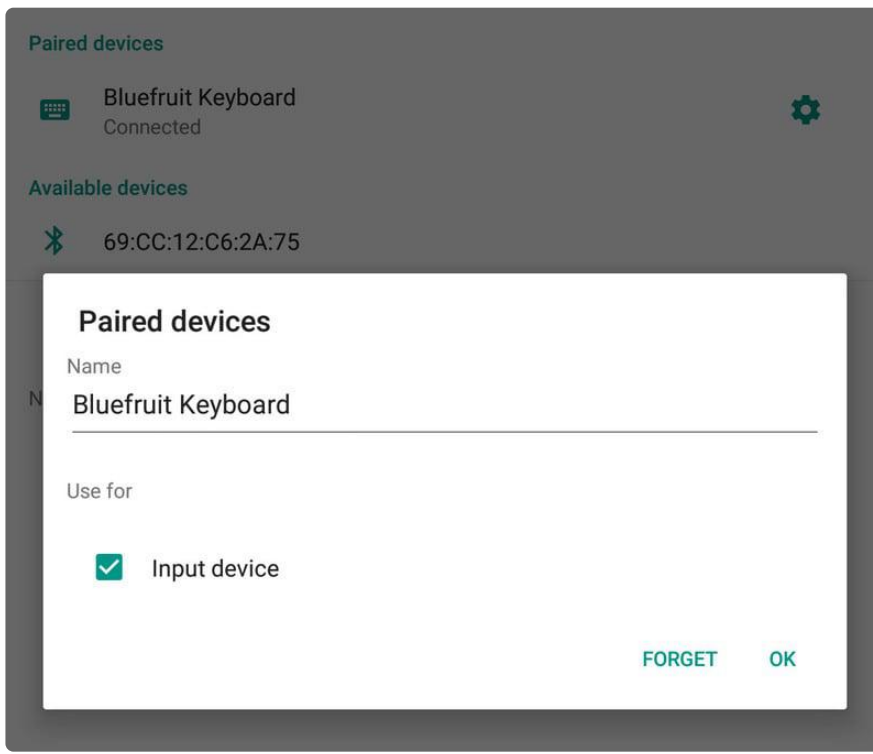 Paired devices
Bluefruit Keyboard
Connected
Available devices
69:CC:12:C6:2A:75
Paired devices
Name
N
Bluefruit Keyboard
Use for
Input device
FORGET OK